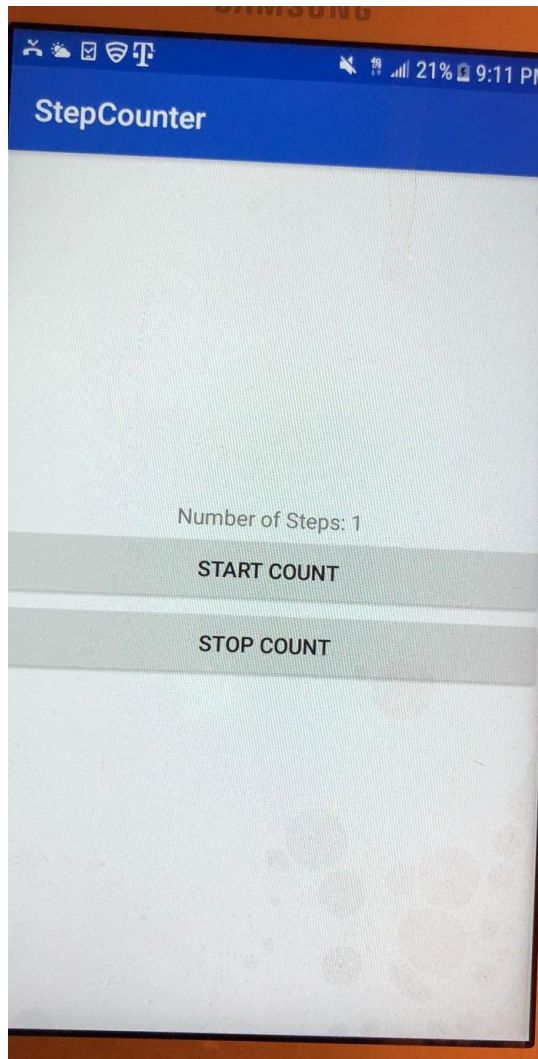 SAMSUNG
21% 9:11 PM
StepCounter
Number of Steps: 1
START COUNT
STOP COUNT